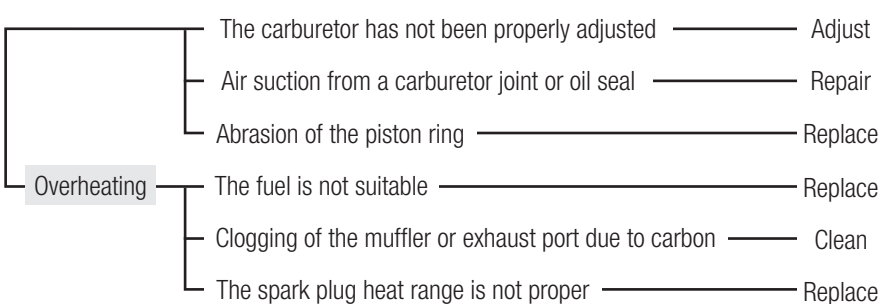 The carburetor has not been properly adjusted Adjust
Air suction from a carburetor joint or oil seal Repair
Abrasion of the piston ring Replace
Overheating The fuel is not suitable Replace
Clogging of the muffler or exhaust port due to carbon Clean
The spark plug heat range is not proper Replace